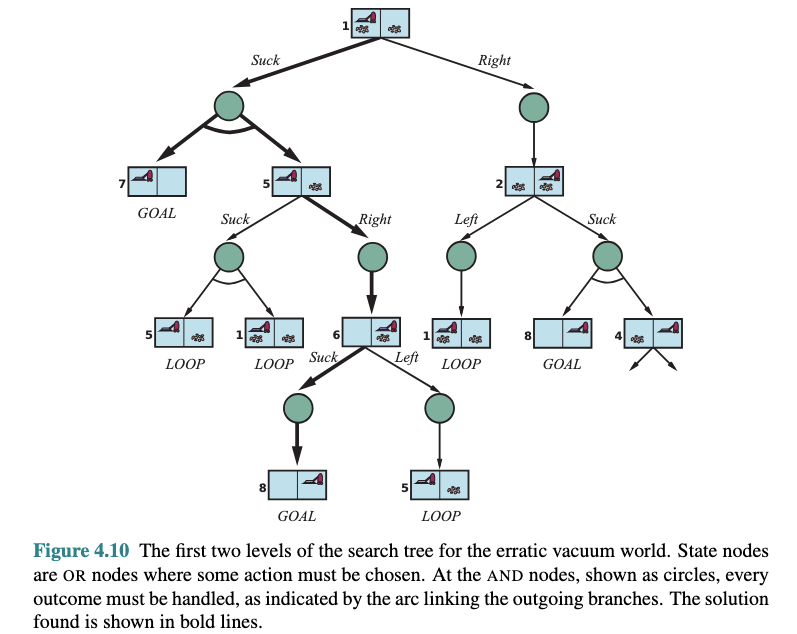 1
Suck
Right
7
5
2
GOAL
Suck
Right
Left
Suck
5
1
6
1
8
4
LOOP
LOOP
Suck
Left
LOOP
GOAL
8
5
GOAL
LOOP
Figure 4.10 The first two levels of the search tree for the erratic vacuum world. State nodes
are OR nodes where some action must be chosen. At the AND nodes, shown as circles, every
outcome must be handled, as indicated by the arc linking the outgoing branches. The solution
found is shown in bold lines.